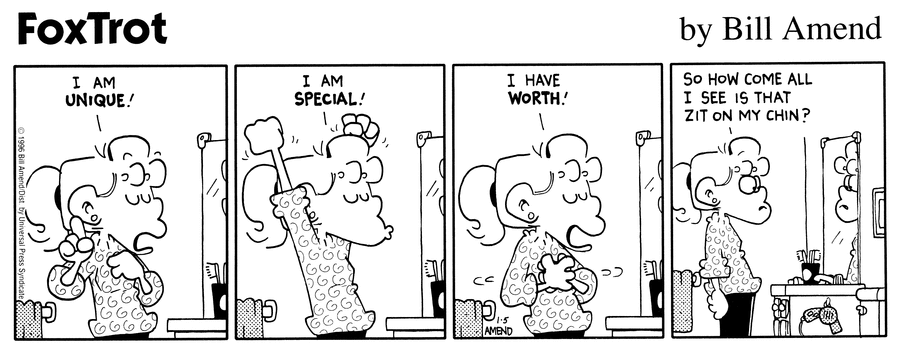 FoxTrot
by Bill Amend
© 1996 Bill Amend/Dist. by Universal Press Syndicate
I AM
UNIQUE!
I AM
SPECIAL!
I HAVE
WORTH!
1-5
AMEND
SO HOW COME ALL
I SEE IS THAT
ZIT ON MY CHIN?